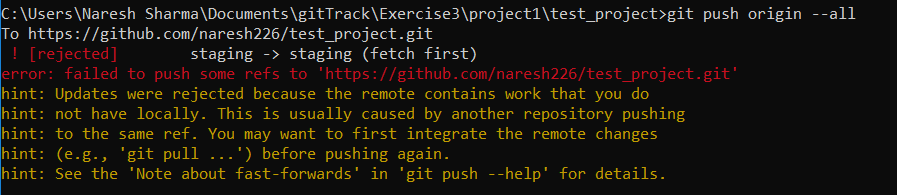 C:\Users\Naresh Sharma\Documents\gitTrack\Exercise3\project1\test_project>git push origin --all
To https://github.com/naresh226/test_project.git
 ! [rejected]        staging -> staging (fetch first)
error: failed to push some refs to 'https://github.com/naresh226/test_project.git'
hint: Updates were rejected because the remote contains work that you do
hint: not have locally. This is usually caused by another repository pushing
hint: to the same ref. You may want to first integrate the remote changes
hint: (e.g., 'git pull ...') before pushing again.
hint: See the 'Note about fast-forwards' in 'git push --help' for details.